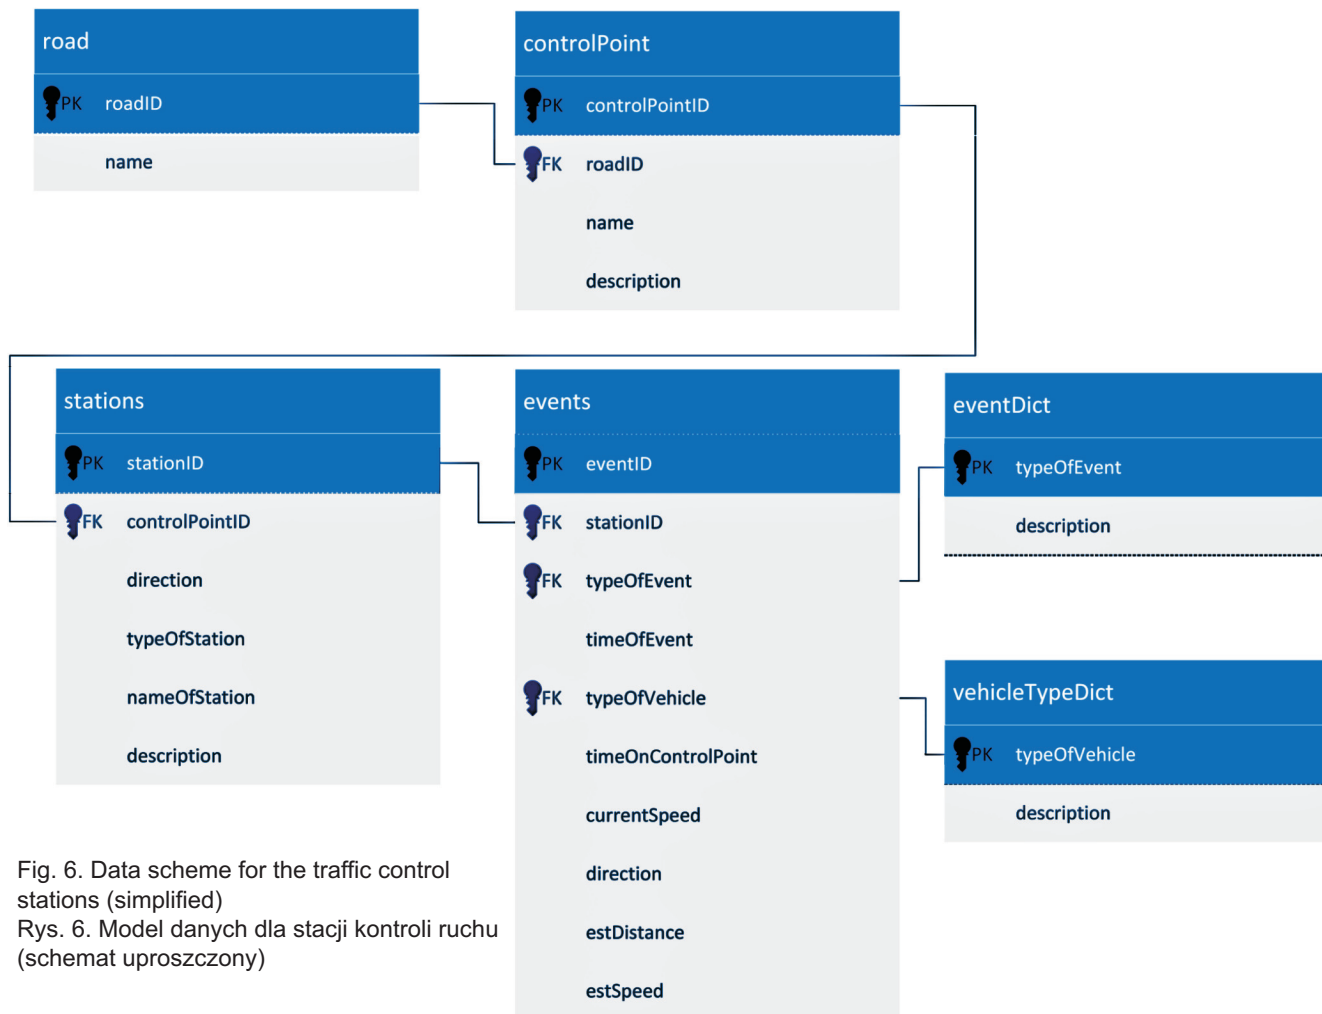 road
PK roadID
name
controlPoint
PK controlPointID
FK roadID
name
description
stations
PK stationID
FK controlPointID
direction
typeOfStation
nameOfStation
description
events
PK eventID
FK stationID
FK typeOfEvent
timeOfEvent
FK typeOfVehicle
timeOnControlPoint
currentSpeed
direction
estDistance
estSpeed
eventDict
PK typeOfEvent
description
vehicleTypeDict
PK typeOfVehicle
description
Fig. 6. Data scheme for the traffic control
stations (simplified)
Rys. 6. Model danych dla stacji kontroli ruchu
(schemat uproszczony)